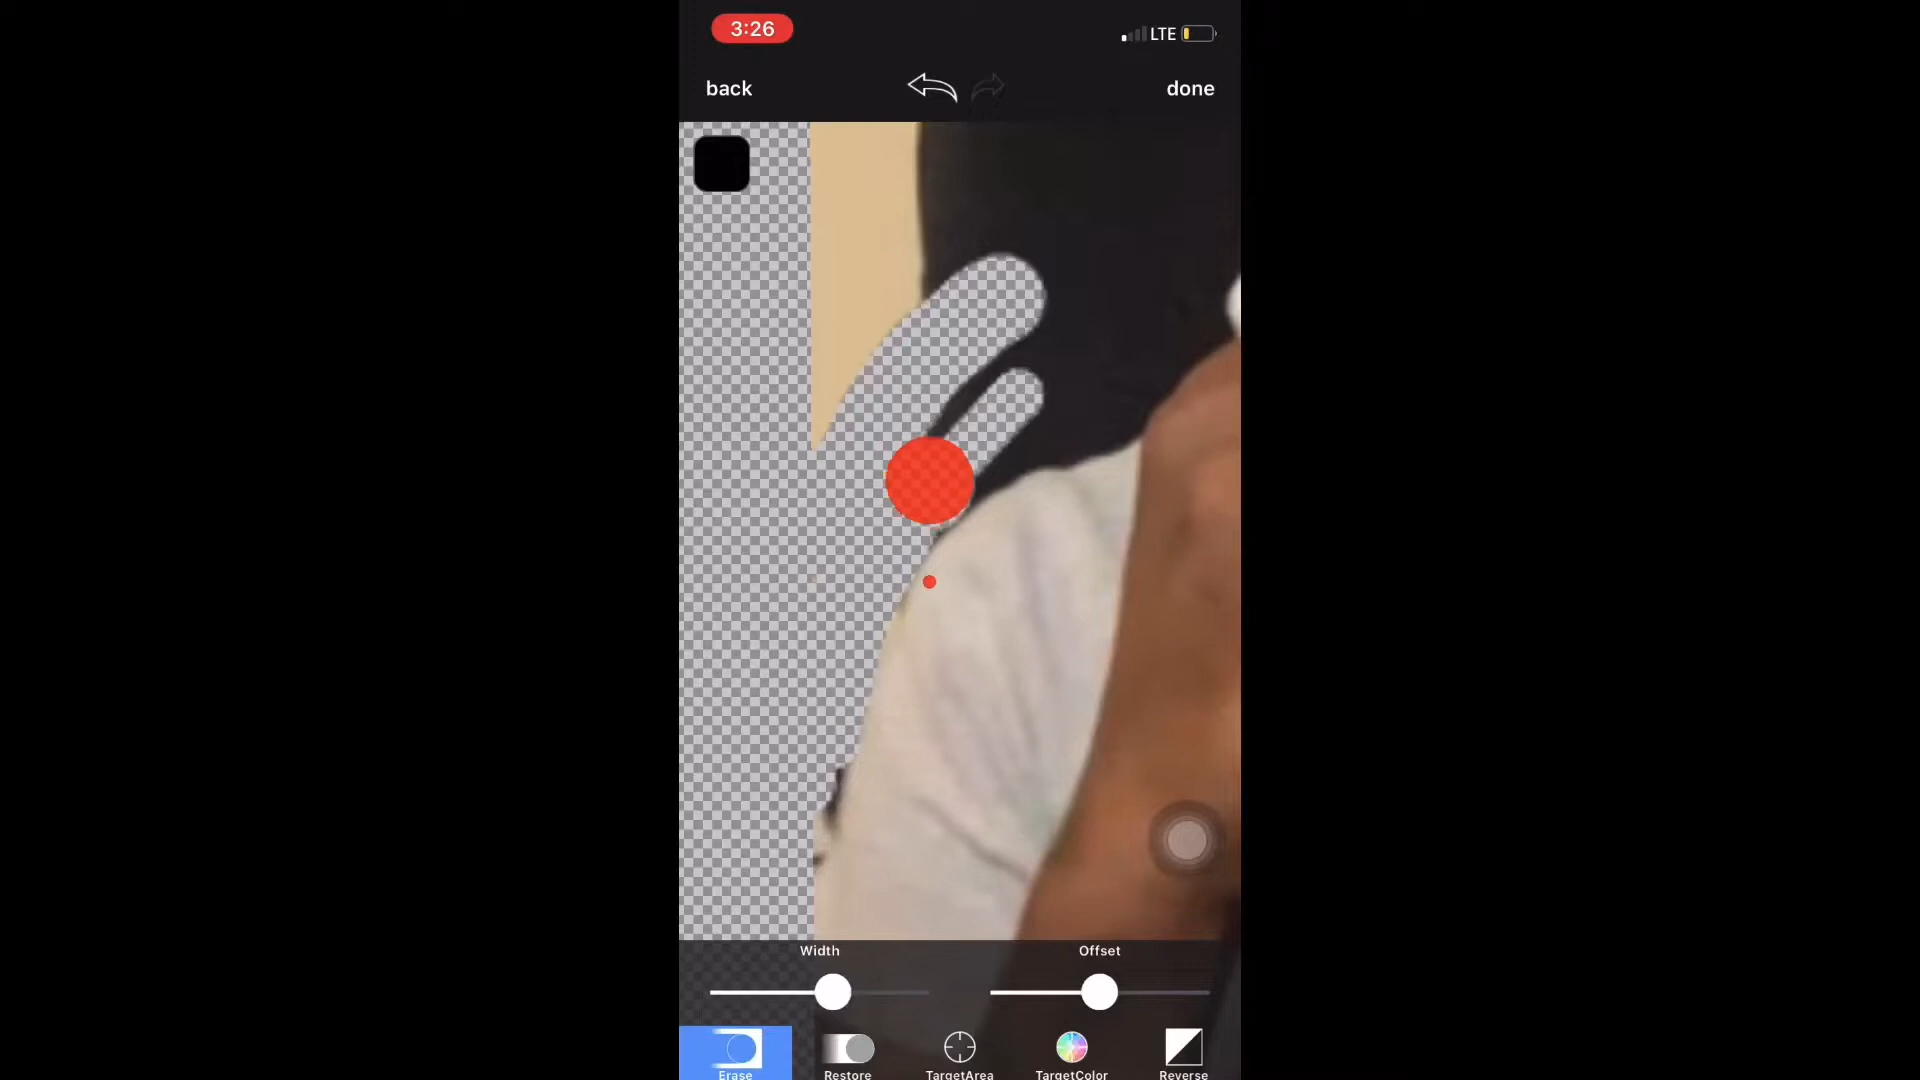 3:26
LTE
back
done
Width
Offset
Erase
Restore
TargetArea
TargetColor
Reverse